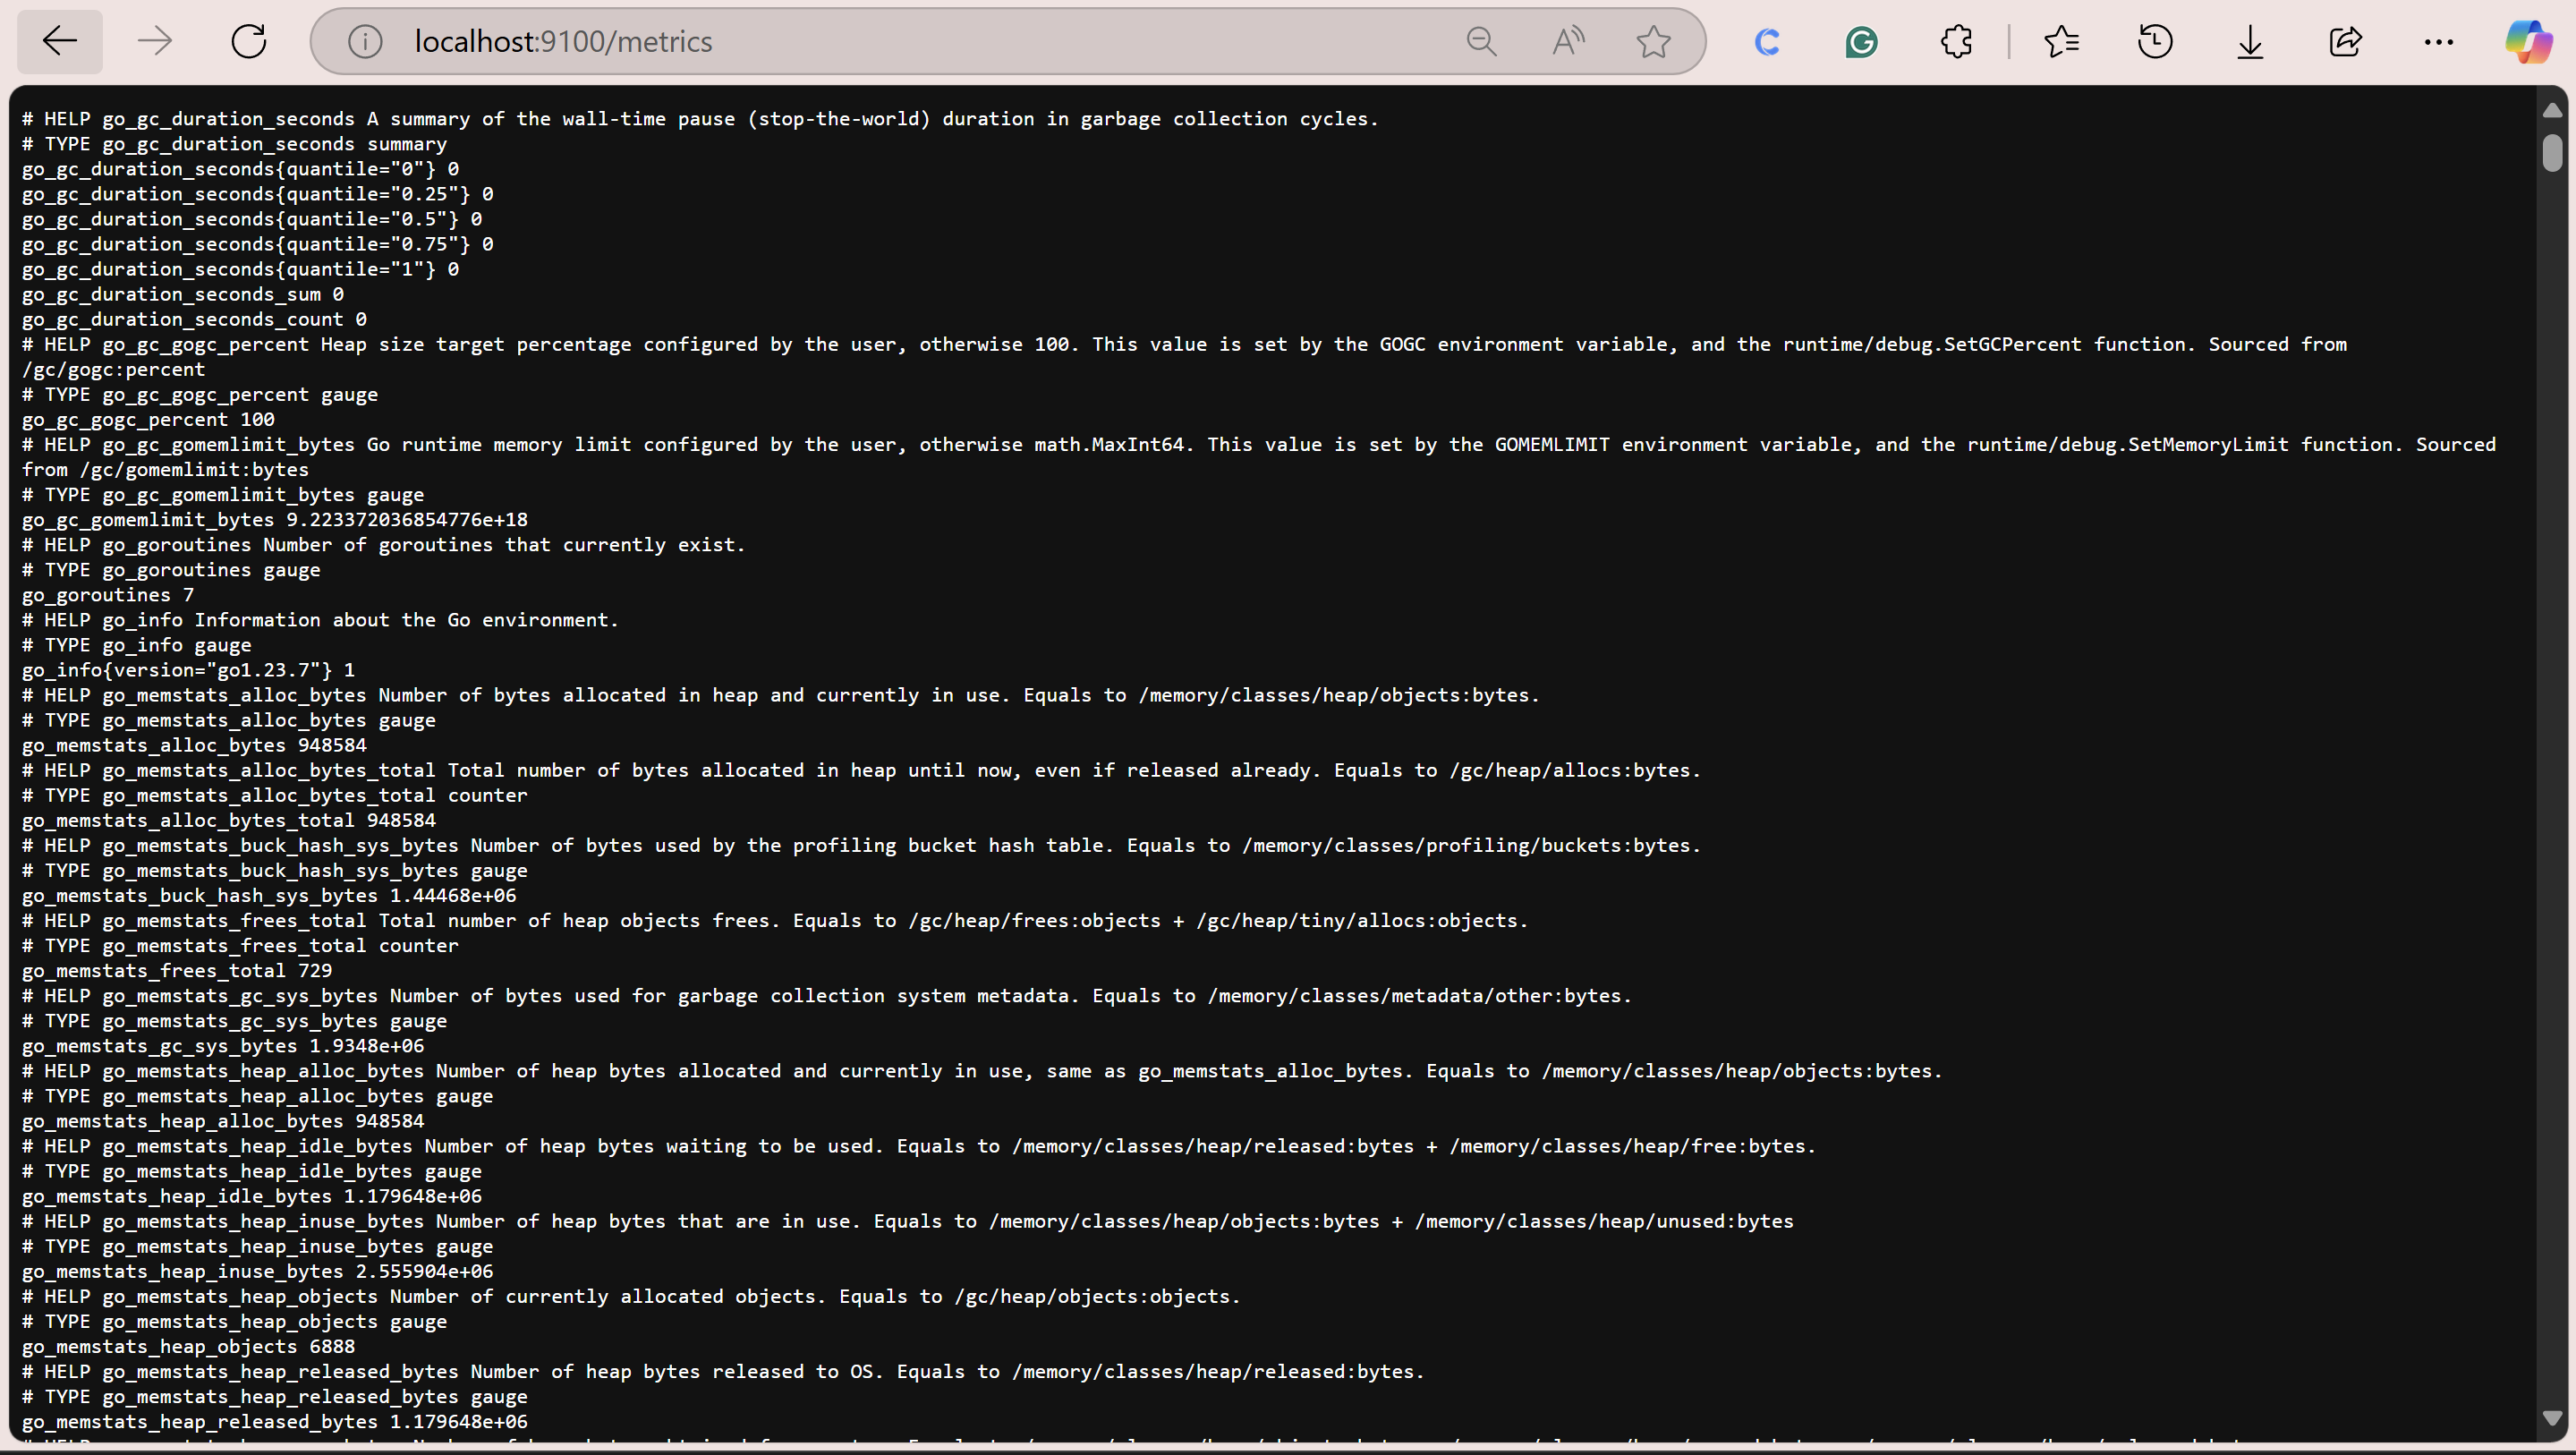 localhost:9100/metrics
# HELP go_gc_duration_seconds A summary of the wall-time pause (stop-the-world) duration in garbage collection cycles.
# TYPE go_gc_duration_seconds summary
go_gc_duration_seconds{quantile="0"} 0
go_gc_duration_seconds{quantile="0.25"} 0
go_gc_duration_seconds{quantile="0.5"} 0
go_gc_duration_seconds{quantile="0.75"} 0
go_gc_duration_seconds{quantile="1"} 0
go_gc_duration_seconds_sum 0
go_gc_duration_seconds_count 0
# HELP go_gc_gogc_percent Heap size target percentage configured by the user, otherwise 100. This value is set by the GOGC environment variable, and the runtime/debug.SetGCPercent function. Sourced from
/gc/gogc:percent
# TYPE go_gc_gogc_percent gauge
go_gc_gogc_percent 100
# HELP go_gc_gomemlimit_bytes Go runtime memory limit configured by the user, otherwise math.MaxInt64. This value is set by the GOMEMLIMIT environment variable, and the runtime/debug.SetMemoryLimit function. Sourced
from /gc/gomemlimit:bytes
# TYPE go_gc_gomemlimit_bytes gauge
go_gc_gomemlimit_bytes 9.223372036854776e+18
# HELP go_goroutines Number of goroutines that currently exist.
# TYPE go_goroutines gauge
go_goroutines 7
# HELP go_info Information about the Go environment.
# TYPE go_info gauge
go_info{version="go1.23.7"} 1
# HELP go_memstats_alloc_bytes Number of bytes allocated in heap and currently in use. Equals to /memory/classes/heap/objects:bytes.
# TYPE go_memstats_alloc_bytes gauge
go_memstats_alloc_bytes 948584
# HELP go_memstats_alloc_bytes_total Total number of bytes allocated in heap until now, even if released already. Equals to /gc/heap/allocs:bytes.
# TYPE go_memstats_alloc_bytes_total counter
go_memstats_alloc_bytes_total 948584
# HELP go_memstats_buck_hash_sys_bytes Number of bytes used by the profiling bucket hash table. Equals to /memory/classes/profiling/buckets:bytes.
# TYPE go_memstats_buck_hash_sys_bytes gauge
go_memstats_buck_hash_sys_bytes 1.44468e+06
# HELP go_memstats_frees_total Total number of heap objects frees. Equals to /gc/heap/frees:objects + /gc/heap/tiny/allocs:objects.
# TYPE go_memstats_frees_total counter
go_memstats_frees_total 729
# HELP go_memstats_gc_sys_bytes Number of bytes used for garbage collection system metadata. Equals to /memory/classes/metadata/other:bytes.
# TYPE go_memstats_gc_sys_bytes gauge
go_memstats_gc_sys_bytes 1.9348e+06
# HELP go_memstats_heap_alloc_bytes Number of heap bytes allocated and currently in use, same as go_memstats_alloc_bytes. Equals to /memory/classes/heap/objects:bytes.
# TYPE go_memstats_heap_alloc_bytes gauge
go_memstats_heap_alloc_bytes 948584
# HELP go_memstats_heap_idle_bytes Number of heap bytes waiting to be used. Equals to /memory/classes/heap/released:bytes + /memory/classes/heap/free:bytes.
# TYPE go_memstats_heap_idle_bytes gauge
go_memstats_heap_idle_bytes 1.179648e+06
# HELP go_memstats_heap_inuse_bytes Number of heap bytes that are in use. Equals to /memory/classes/heap/objects:bytes + /memory/classes/heap/unused:bytes
# TYPE go_memstats_heap_inuse_bytes gauge
go_memstats_heap_inuse_bytes 2.555904e+06
# HELP go_memstats_heap_objects Number of currently allocated objects. Equals to /gc/heap/objects:objects.
# TYPE go_memstats_heap_objects gauge
go_memstats_heap_objects 6888
# HELP go_memstats_heap_released_bytes Number of heap bytes released to OS. Equals to /memory/classes/heap/released:bytes.
# TYPE go_memstats_heap_released_bytes gauge
go_memstats_heap_released_bytes 1.179648e+06